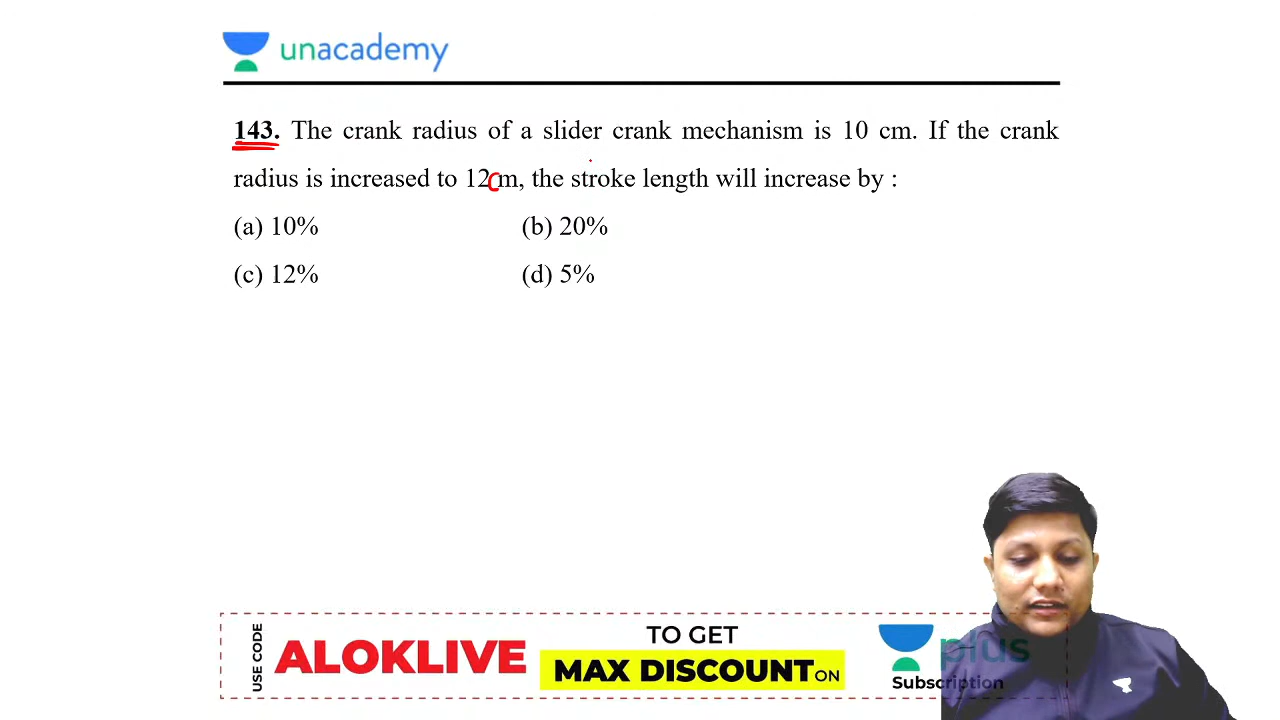 unacademy
143. The crank radius of a slider crank mechanism is 10 cm. If the crank
radius is increased to 12cm, the stroke length will increase by :
(a) 10% (b) 20%
(c) 12% (d) 5%
USE CODE
ALOKLIVE
TO GET
MAX DISCOUNT ON
plus
Subscription